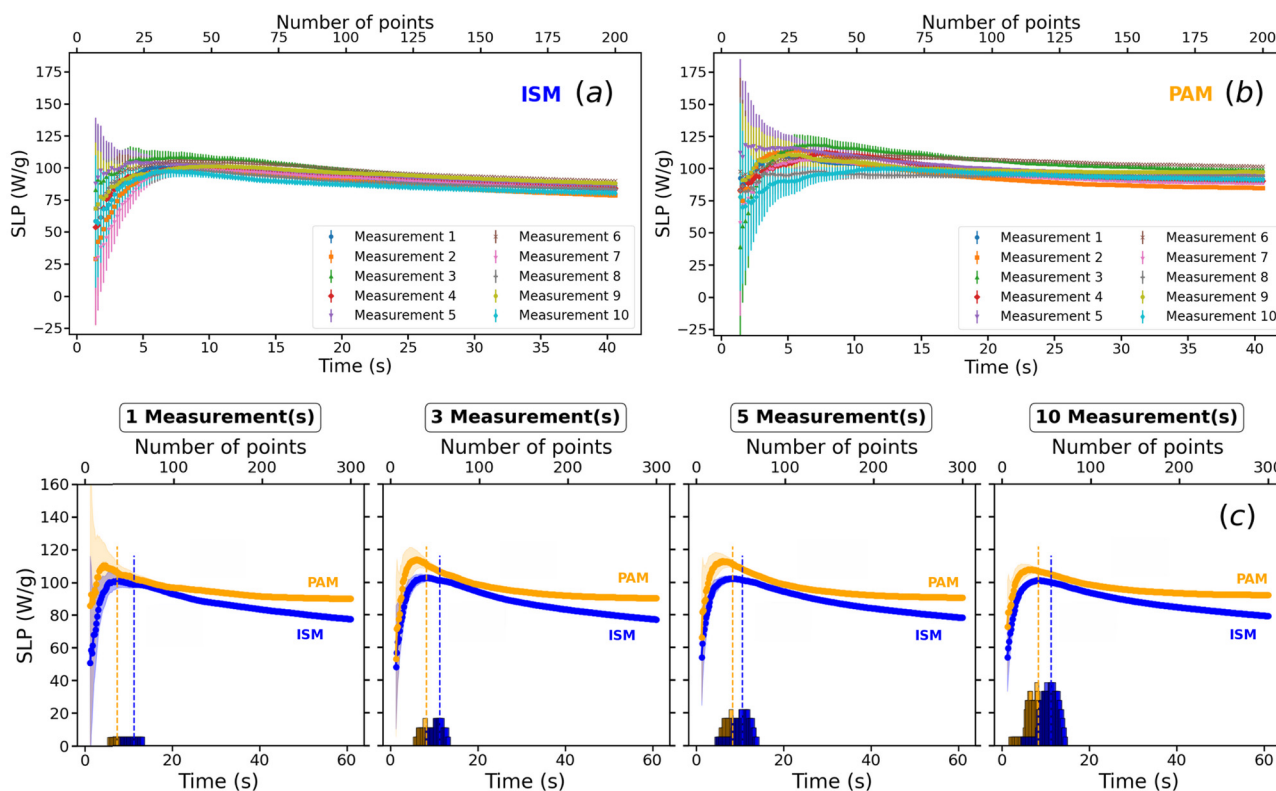 Number of points
0 25 50 75 100 125 150 175 200
175
150
125
100
75
50
25
0
−25
SLP (W/g)
ISM (a)
Measurement 1 Measurement 6
Measurement 2 Measurement 7
Measurement 3 Measurement 8
Measurement 4 Measurement 9
Measurement 5 Measurement 10
0 5 10 15 20 25 30 35 40
Time (s)
Number of points
0 25 50 75 100 125 150 175 200
175
150
125
100
75
50
25
0
−25
SLP (W/g)
PAM (b)
Measurement 1 Measurement 6
Measurement 2 Measurement 7
Measurement 3 Measurement 8
Measurement 4 Measurement 9
Measurement 5 Measurement 10
0 5 10 15 20 25 30 35 40
Time (s)
1 Measurement(s)
Number of points
0 100 200 300
160
140
120
100
80
60
40
20
0
SLP (W/g)
PAM
ISM
0 20 40 60
Time (s)
3 Measurement(s)
Number of points
0 100 200 300
PAM
ISM
0 20 40 60
Time (s)
5 Measurement(s)
Number of points
0 100 200 300
PAM
ISM
0 20 40 60
Time (s)
10 Measurement(s)
Number of points
0 100 200 300
(c)
PAM
ISM
0 20 40 60
Time (s)